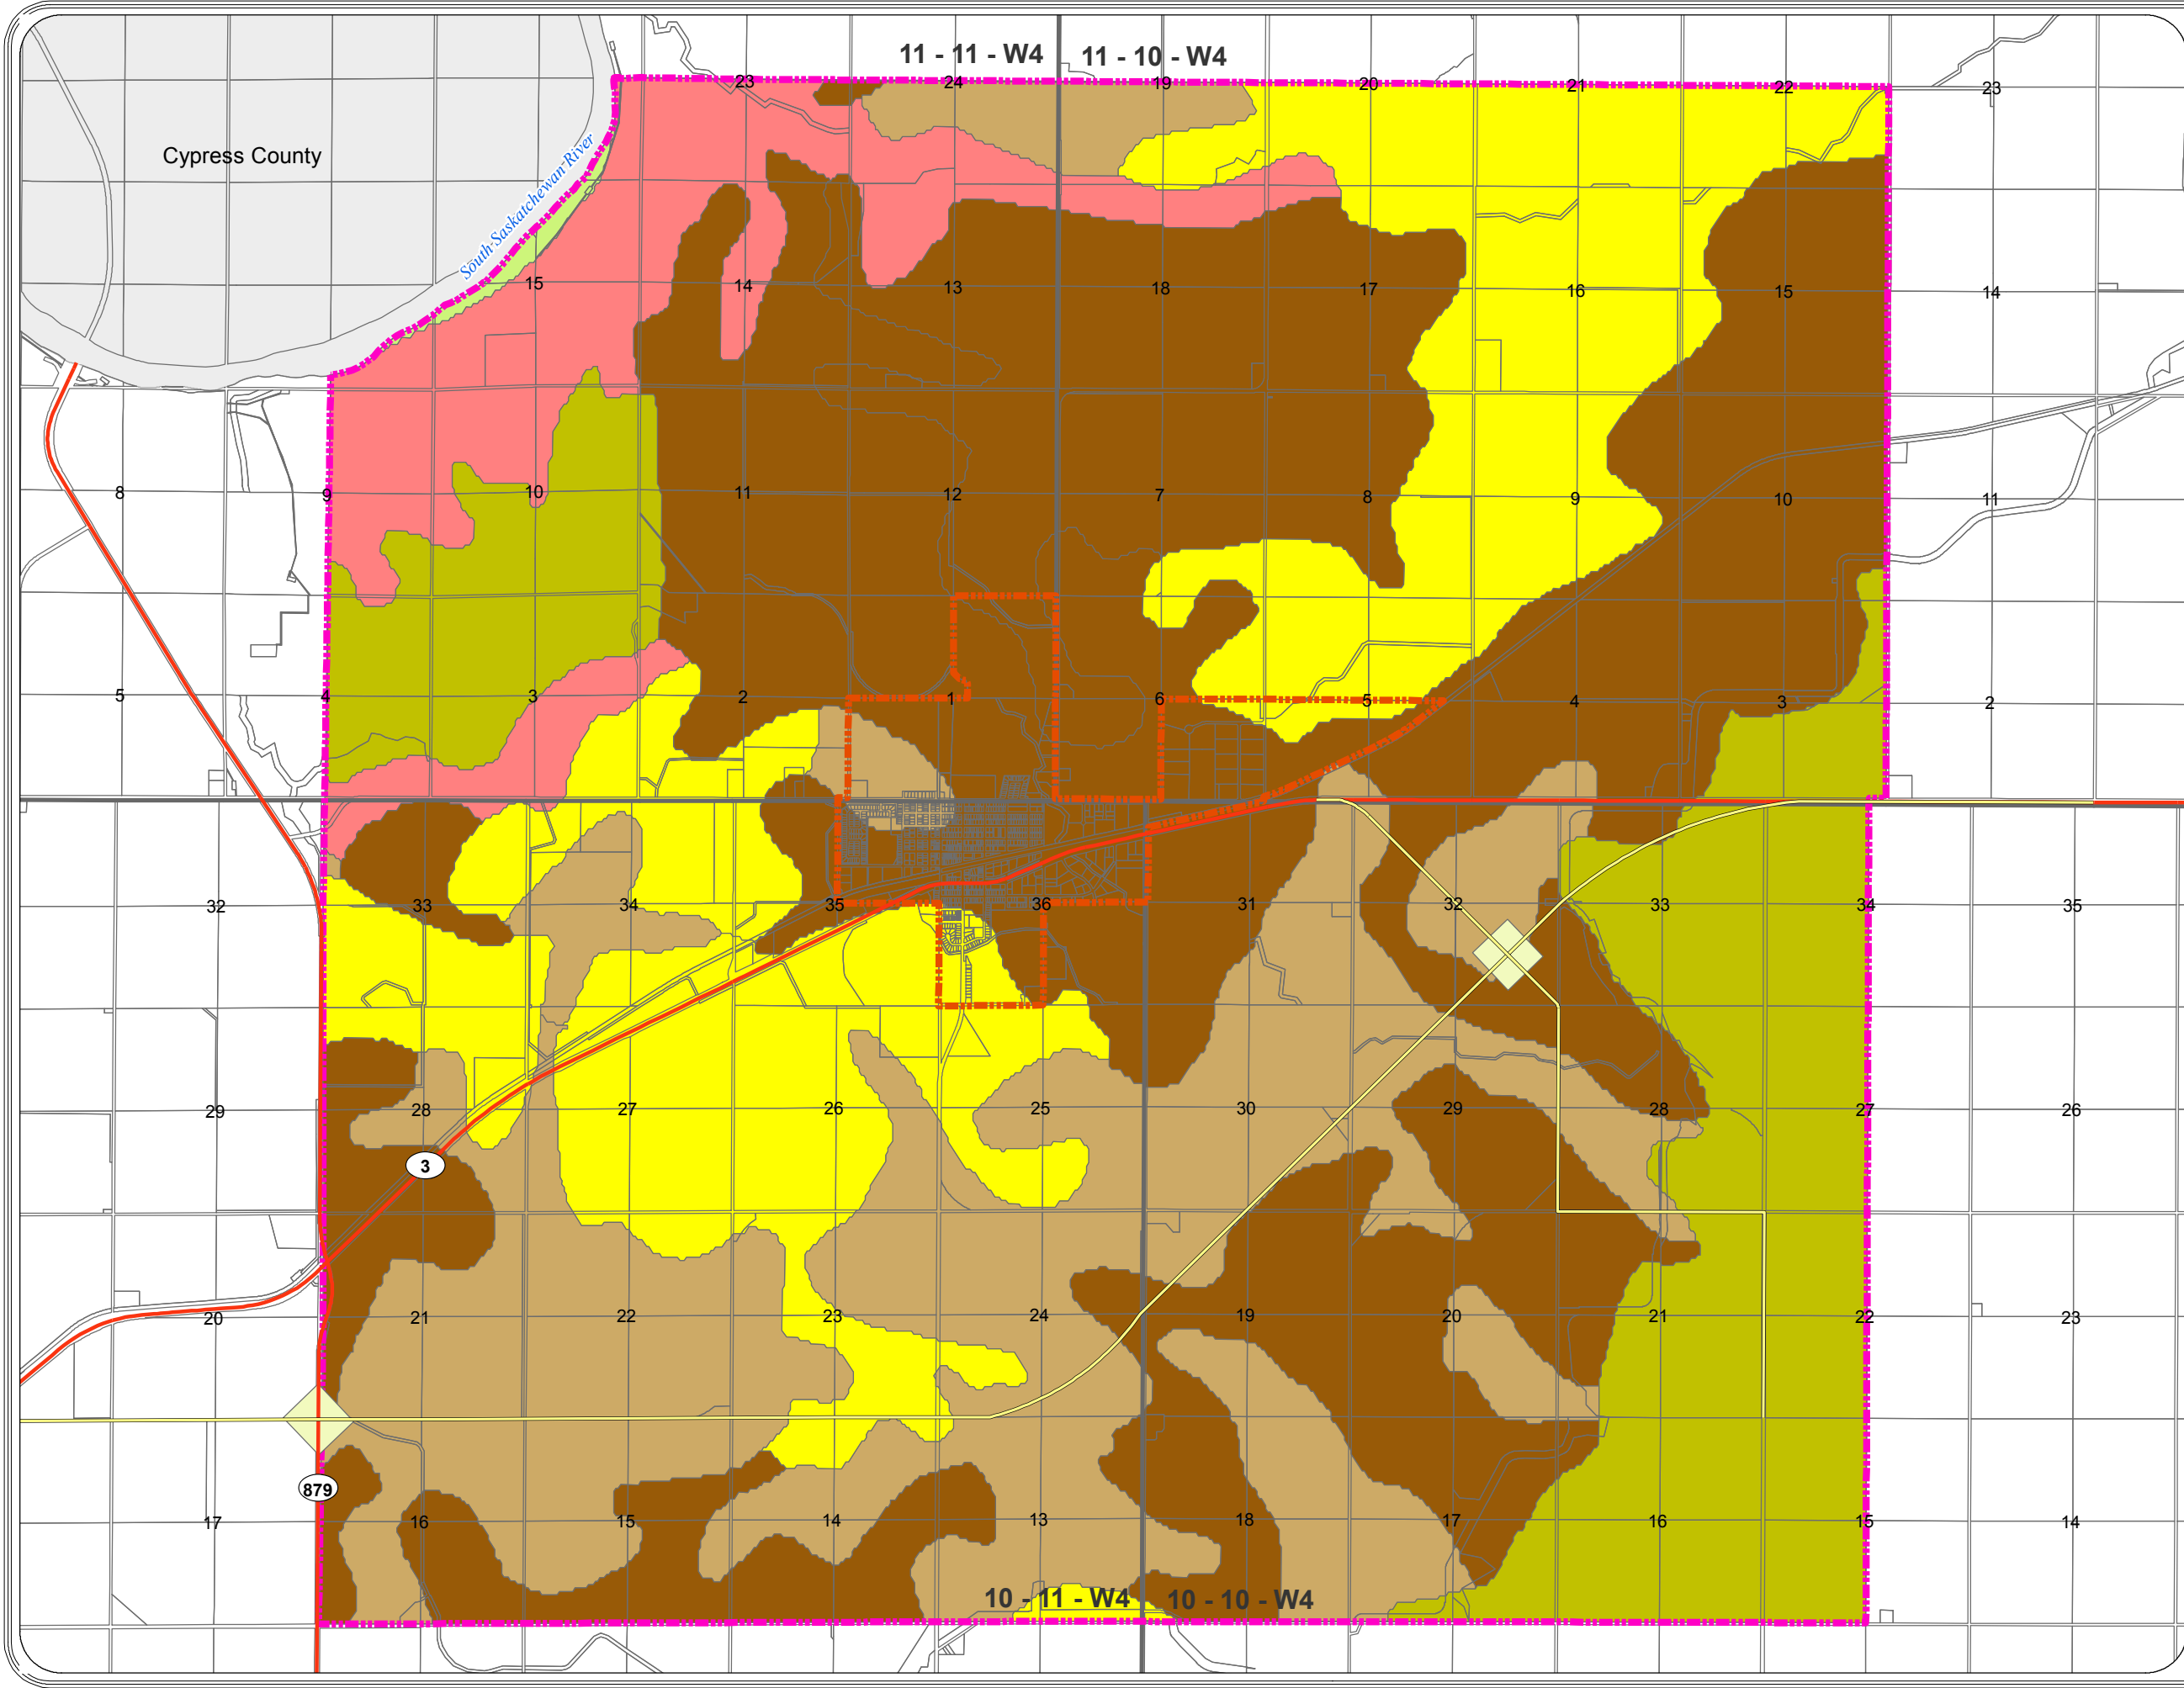 11 - 11 - W4 11 - 10 - W4
23 24 19 20 21 22 23
Cypress County
South Saskatchewan River
15 14 13 18 17 16 15 14
8 9 10 11 12 7 8 9 10 11
5 4 3 2 1 6 5 4 3 2
32 33 34 35 36 31 32 33 34 35
29 28 27 26 25 30 29 28 27 26
3
20 21 22 23 24 19 20 21 22 23
879
17 16 15 14 13 18 17 16 15 14
10 - 11 - W4 10 - 10 - W4